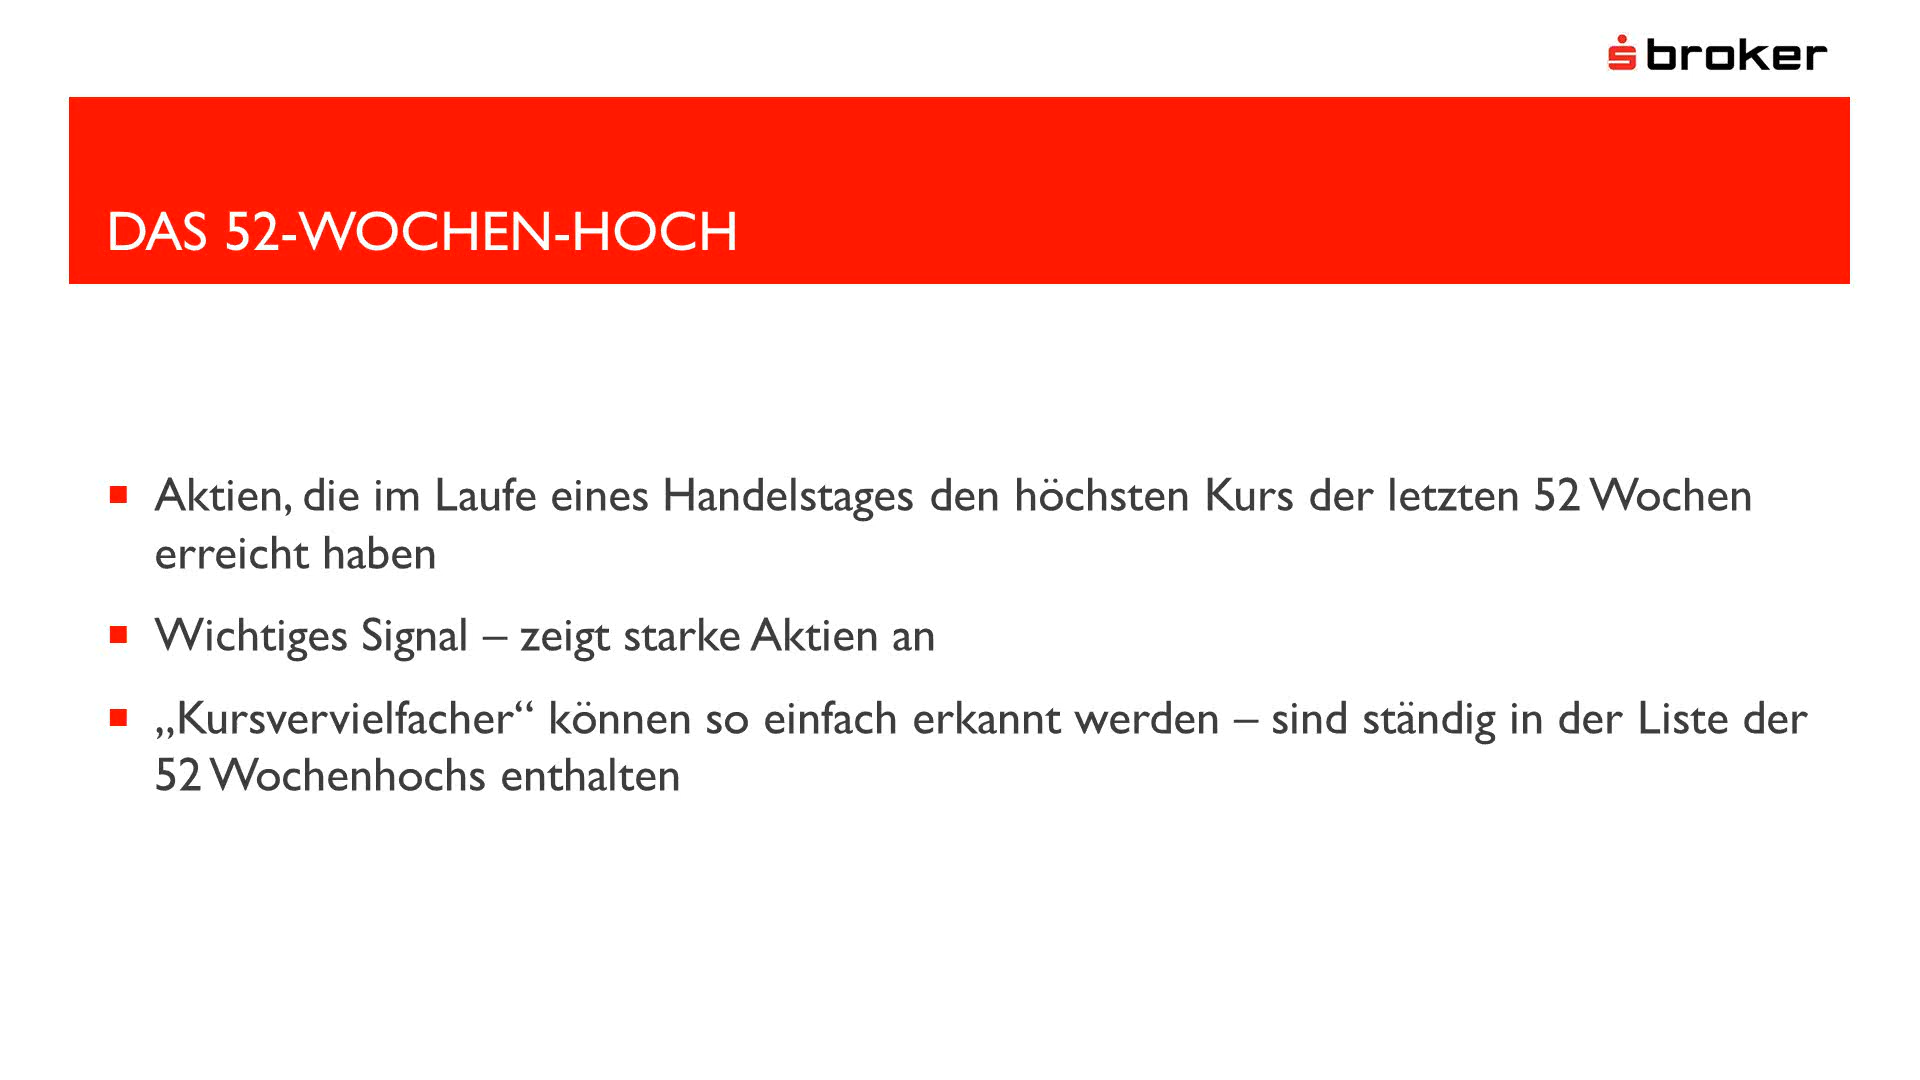 broker
DAS 52-WOCHEN-HOCH
Aktien, die im Laufe eines Handelstages den höchsten Kurs der letzten 52 Wochen
erreicht haben
Wichtiges Signal – zeigt starke Aktien an
„Kursvervielfacher“ können so einfach erkannt werden – sind ständig in der Liste der
52 Wochenhochs enthalten